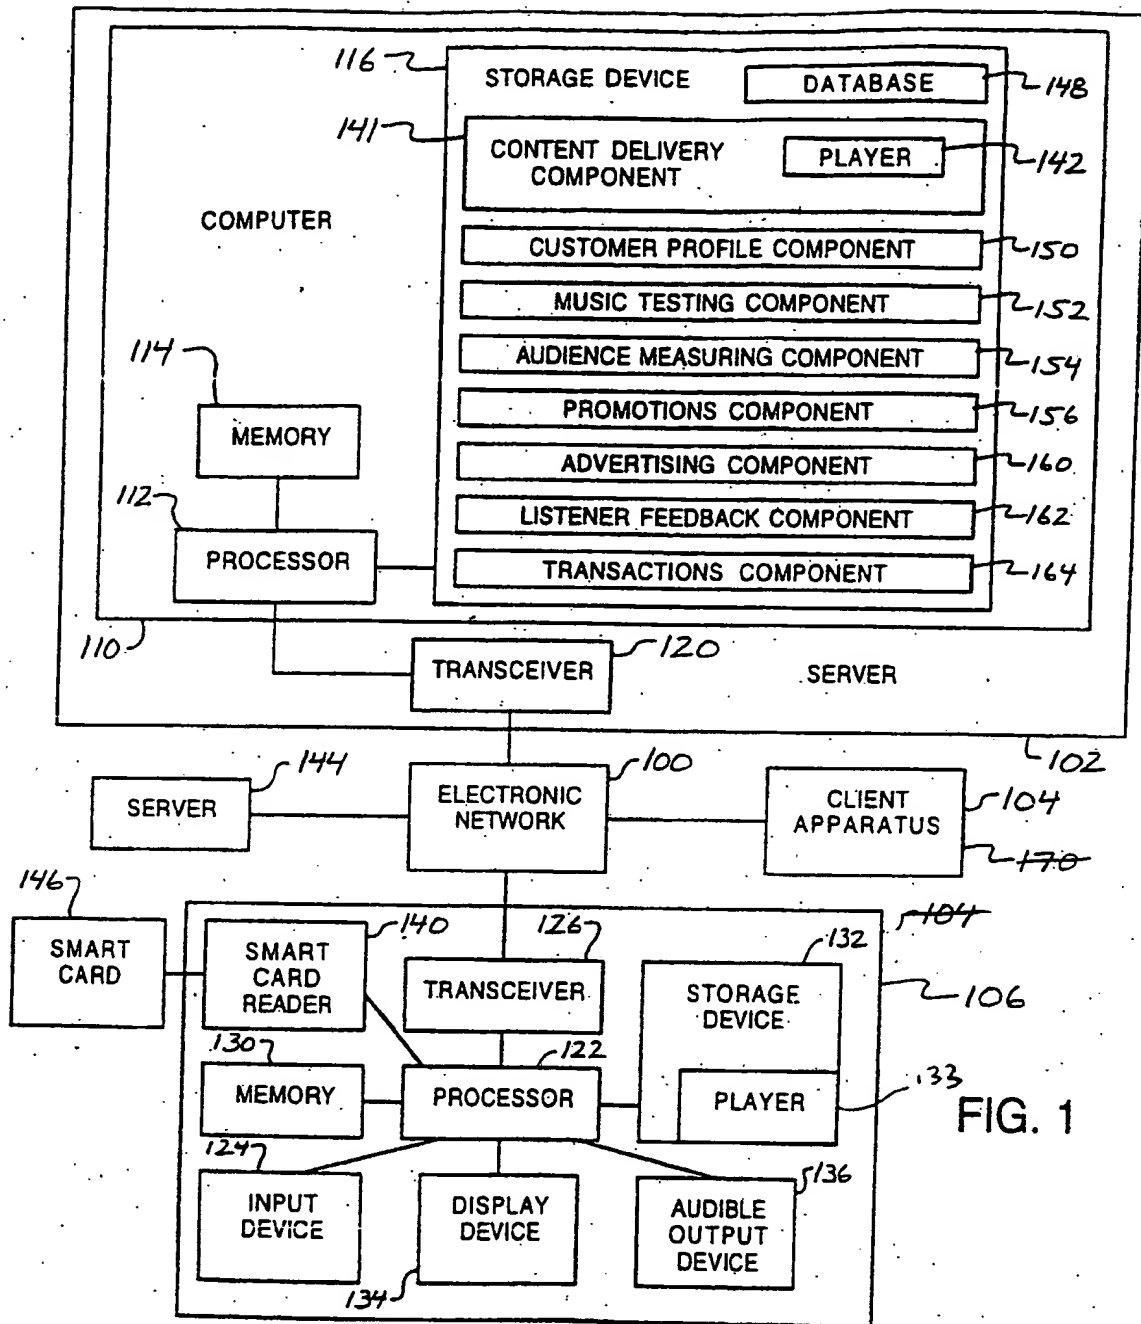 116
STORAGE DEVICE
DATABASE
148
141
CONTENT DELIVERY
COMPONENT
PLAYER
142
COMPUTER
CUSTOMER PROFILE COMPONENT
150
MUSIC TESTING COMPONENT
152
114
AUDIENCE MEASURING COMPONENT
154
MEMORY
PROMOTIONS COMPONENT
156
ADVERTISING COMPONENT
160
112
LISTENER FEEDBACK COMPONENT
162
PROCESSOR
TRANSACTIONS COMPONENT
164
110
TRANSCEIVER
120
SERVER
102
144
SERVER
100
ELECTRONIC
NETWORK
CLIENT
APPARATUS
104
170
146
SMART
CARD
140
SMART
CARD
READER
126
TRANSCEIVER
132
STORAGE
DEVICE
104
106
130
MEMORY
122
PROCESSOR
PLAYER
133
FIG. 1
124
INPUT
DEVICE
DISPLAY
DEVICE
134
AUDIBLE
OUTPUT
DEVICE
136